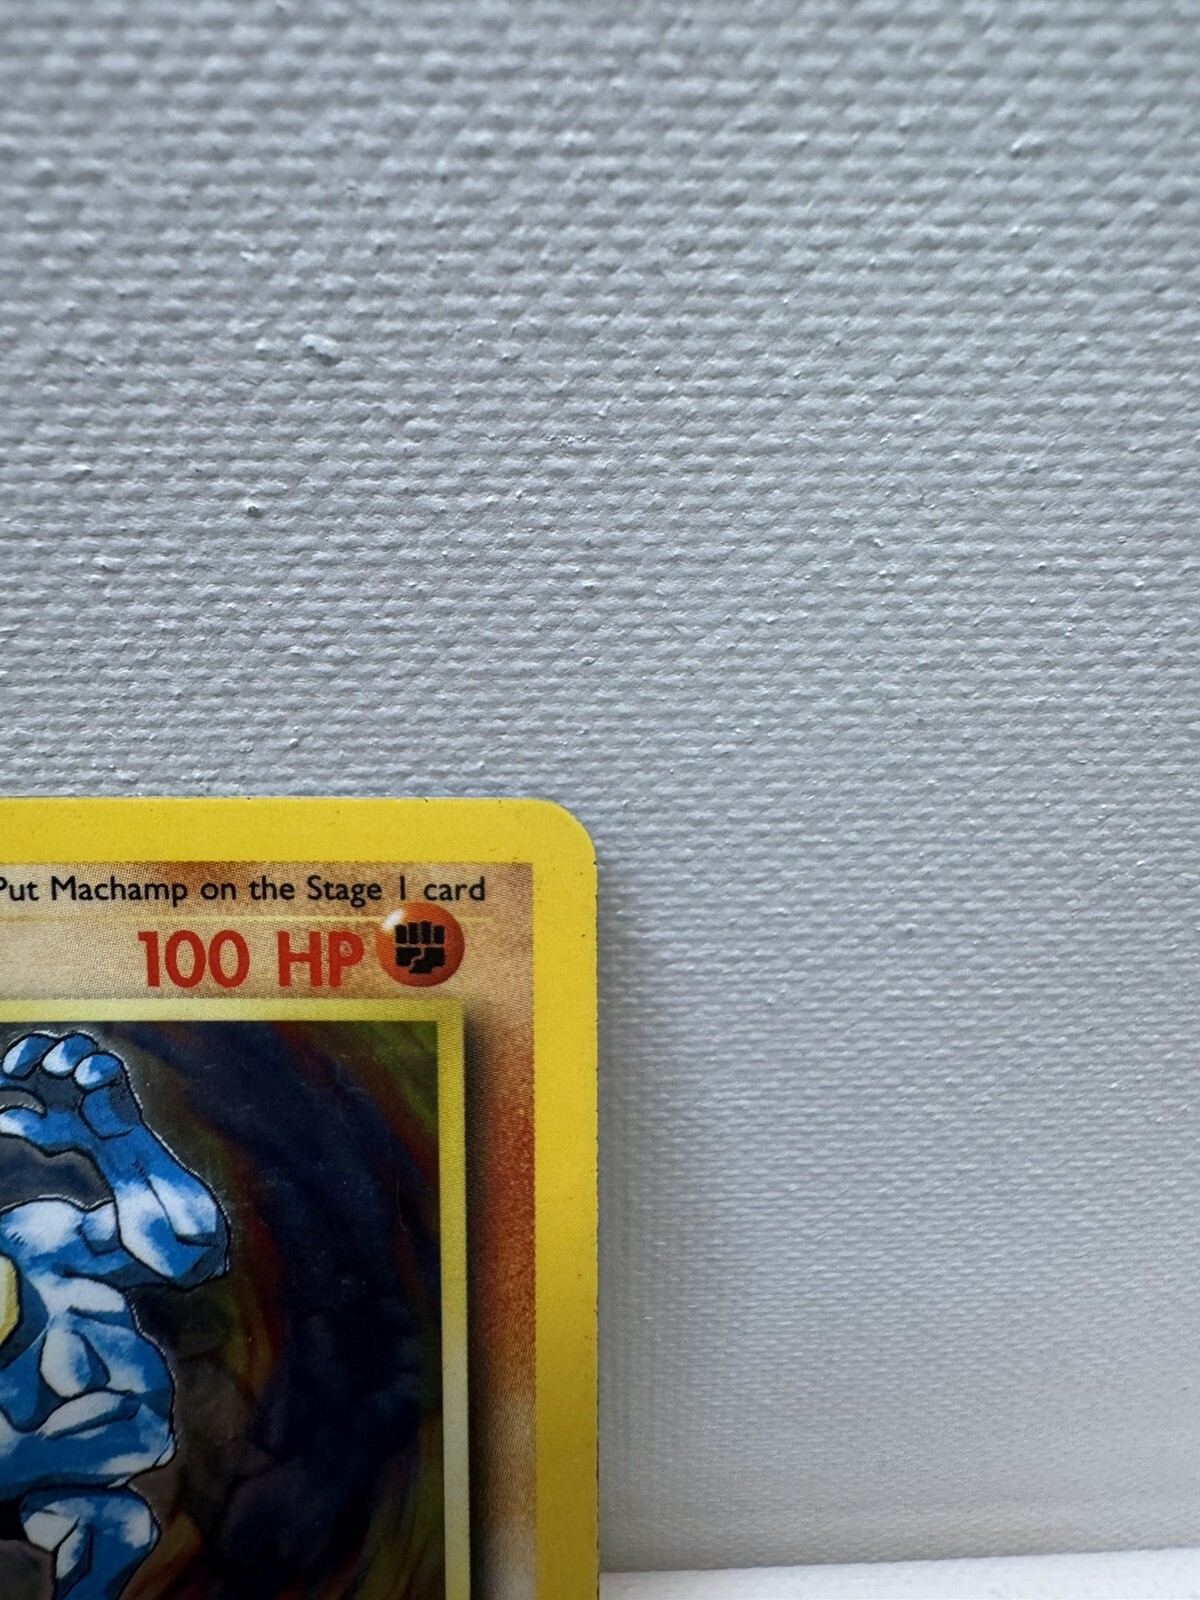 Put Machamp on the Stage 1 card
100 HP